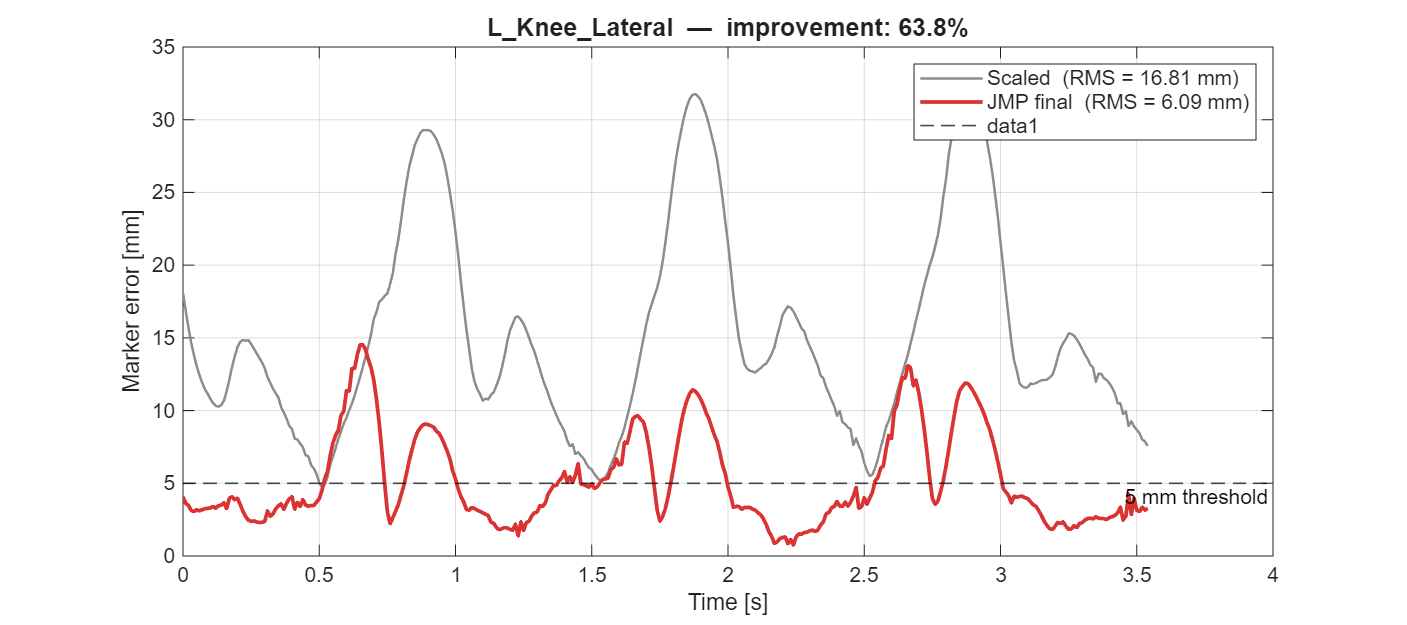 L_Knee_Lateral — improvement: 63.8%
Scaled (RMS = 16.81 mm)
JMP final (RMS = 6.09 mm)
data1
Marker error [mm]
35
30
25
20
15
10
5
0
5 mm threshold
0 0.5 1 1.5 2 2.5 3 3.5 4
Time [s]